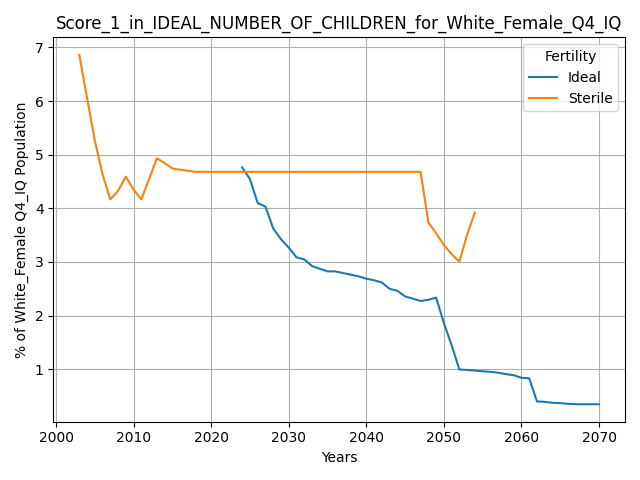 Score_1_in_IDEAL_NUMBER_OF_CHILDREN_for_White_Female_Q4_IQ
Fertility
Ideal
Sterile
% of White_Female Q4_IQ Population
7
6
5
4
3
2
1
2000 2010 2020 2030 2040 2050 2060 2070
Years